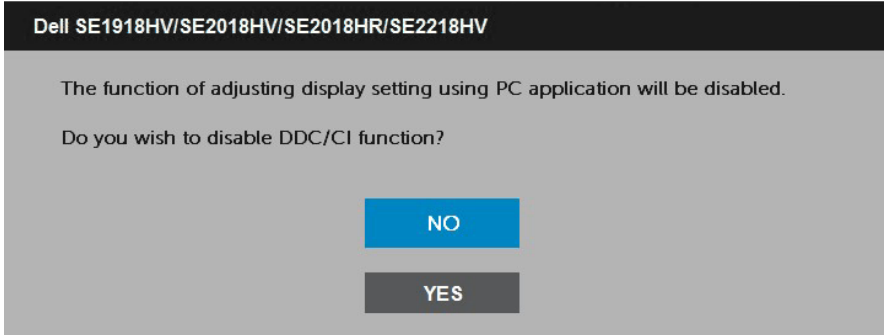 Dell SE1918HV/SE2018HV/SE2018HR/SE2218HV
The function of adjusting display setting using PC application will be disabled.
Do you wish to disable DDC/CI function?
NO
YES